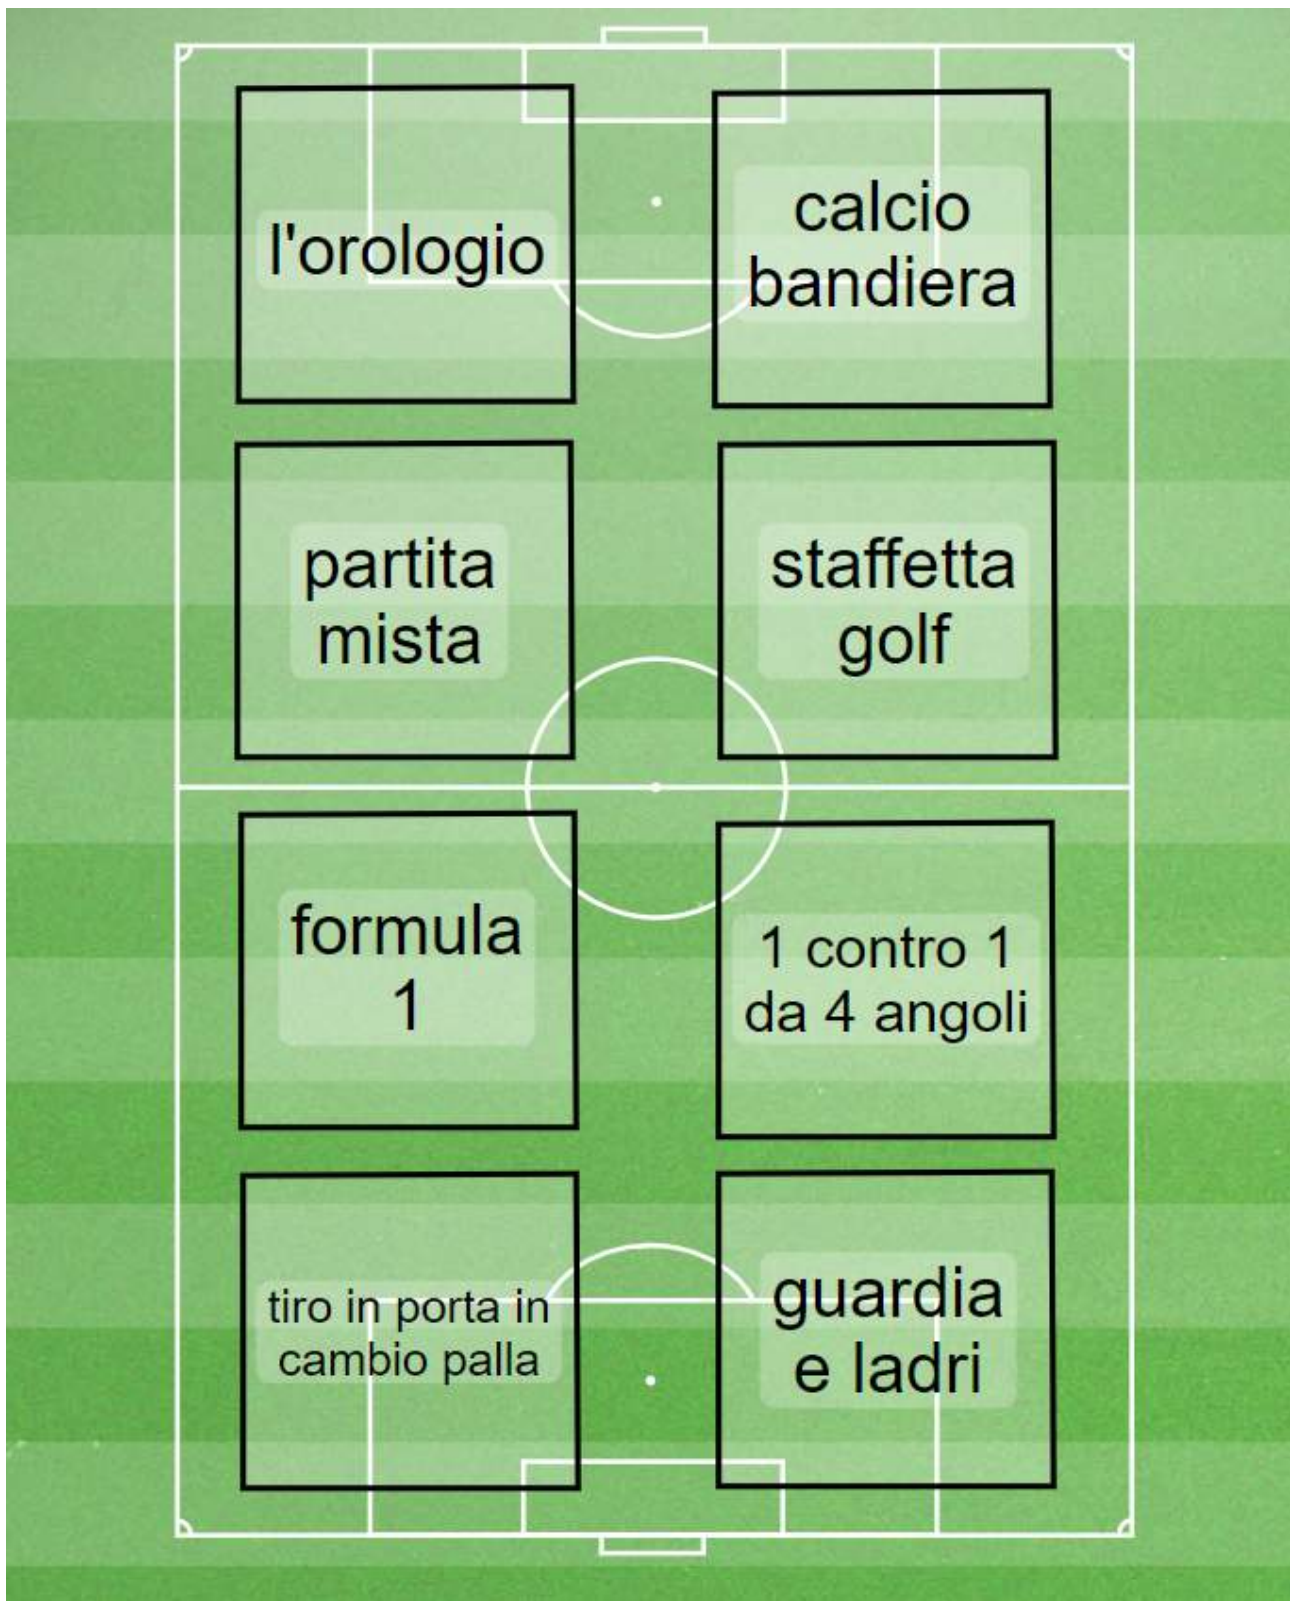 l'orologio
calcio
bandiera
partita
mista
staffetta
golf
formula
1
1 contro 1
da 4 angoli
tiro in porta in
cambio palla
guardia
e ladri